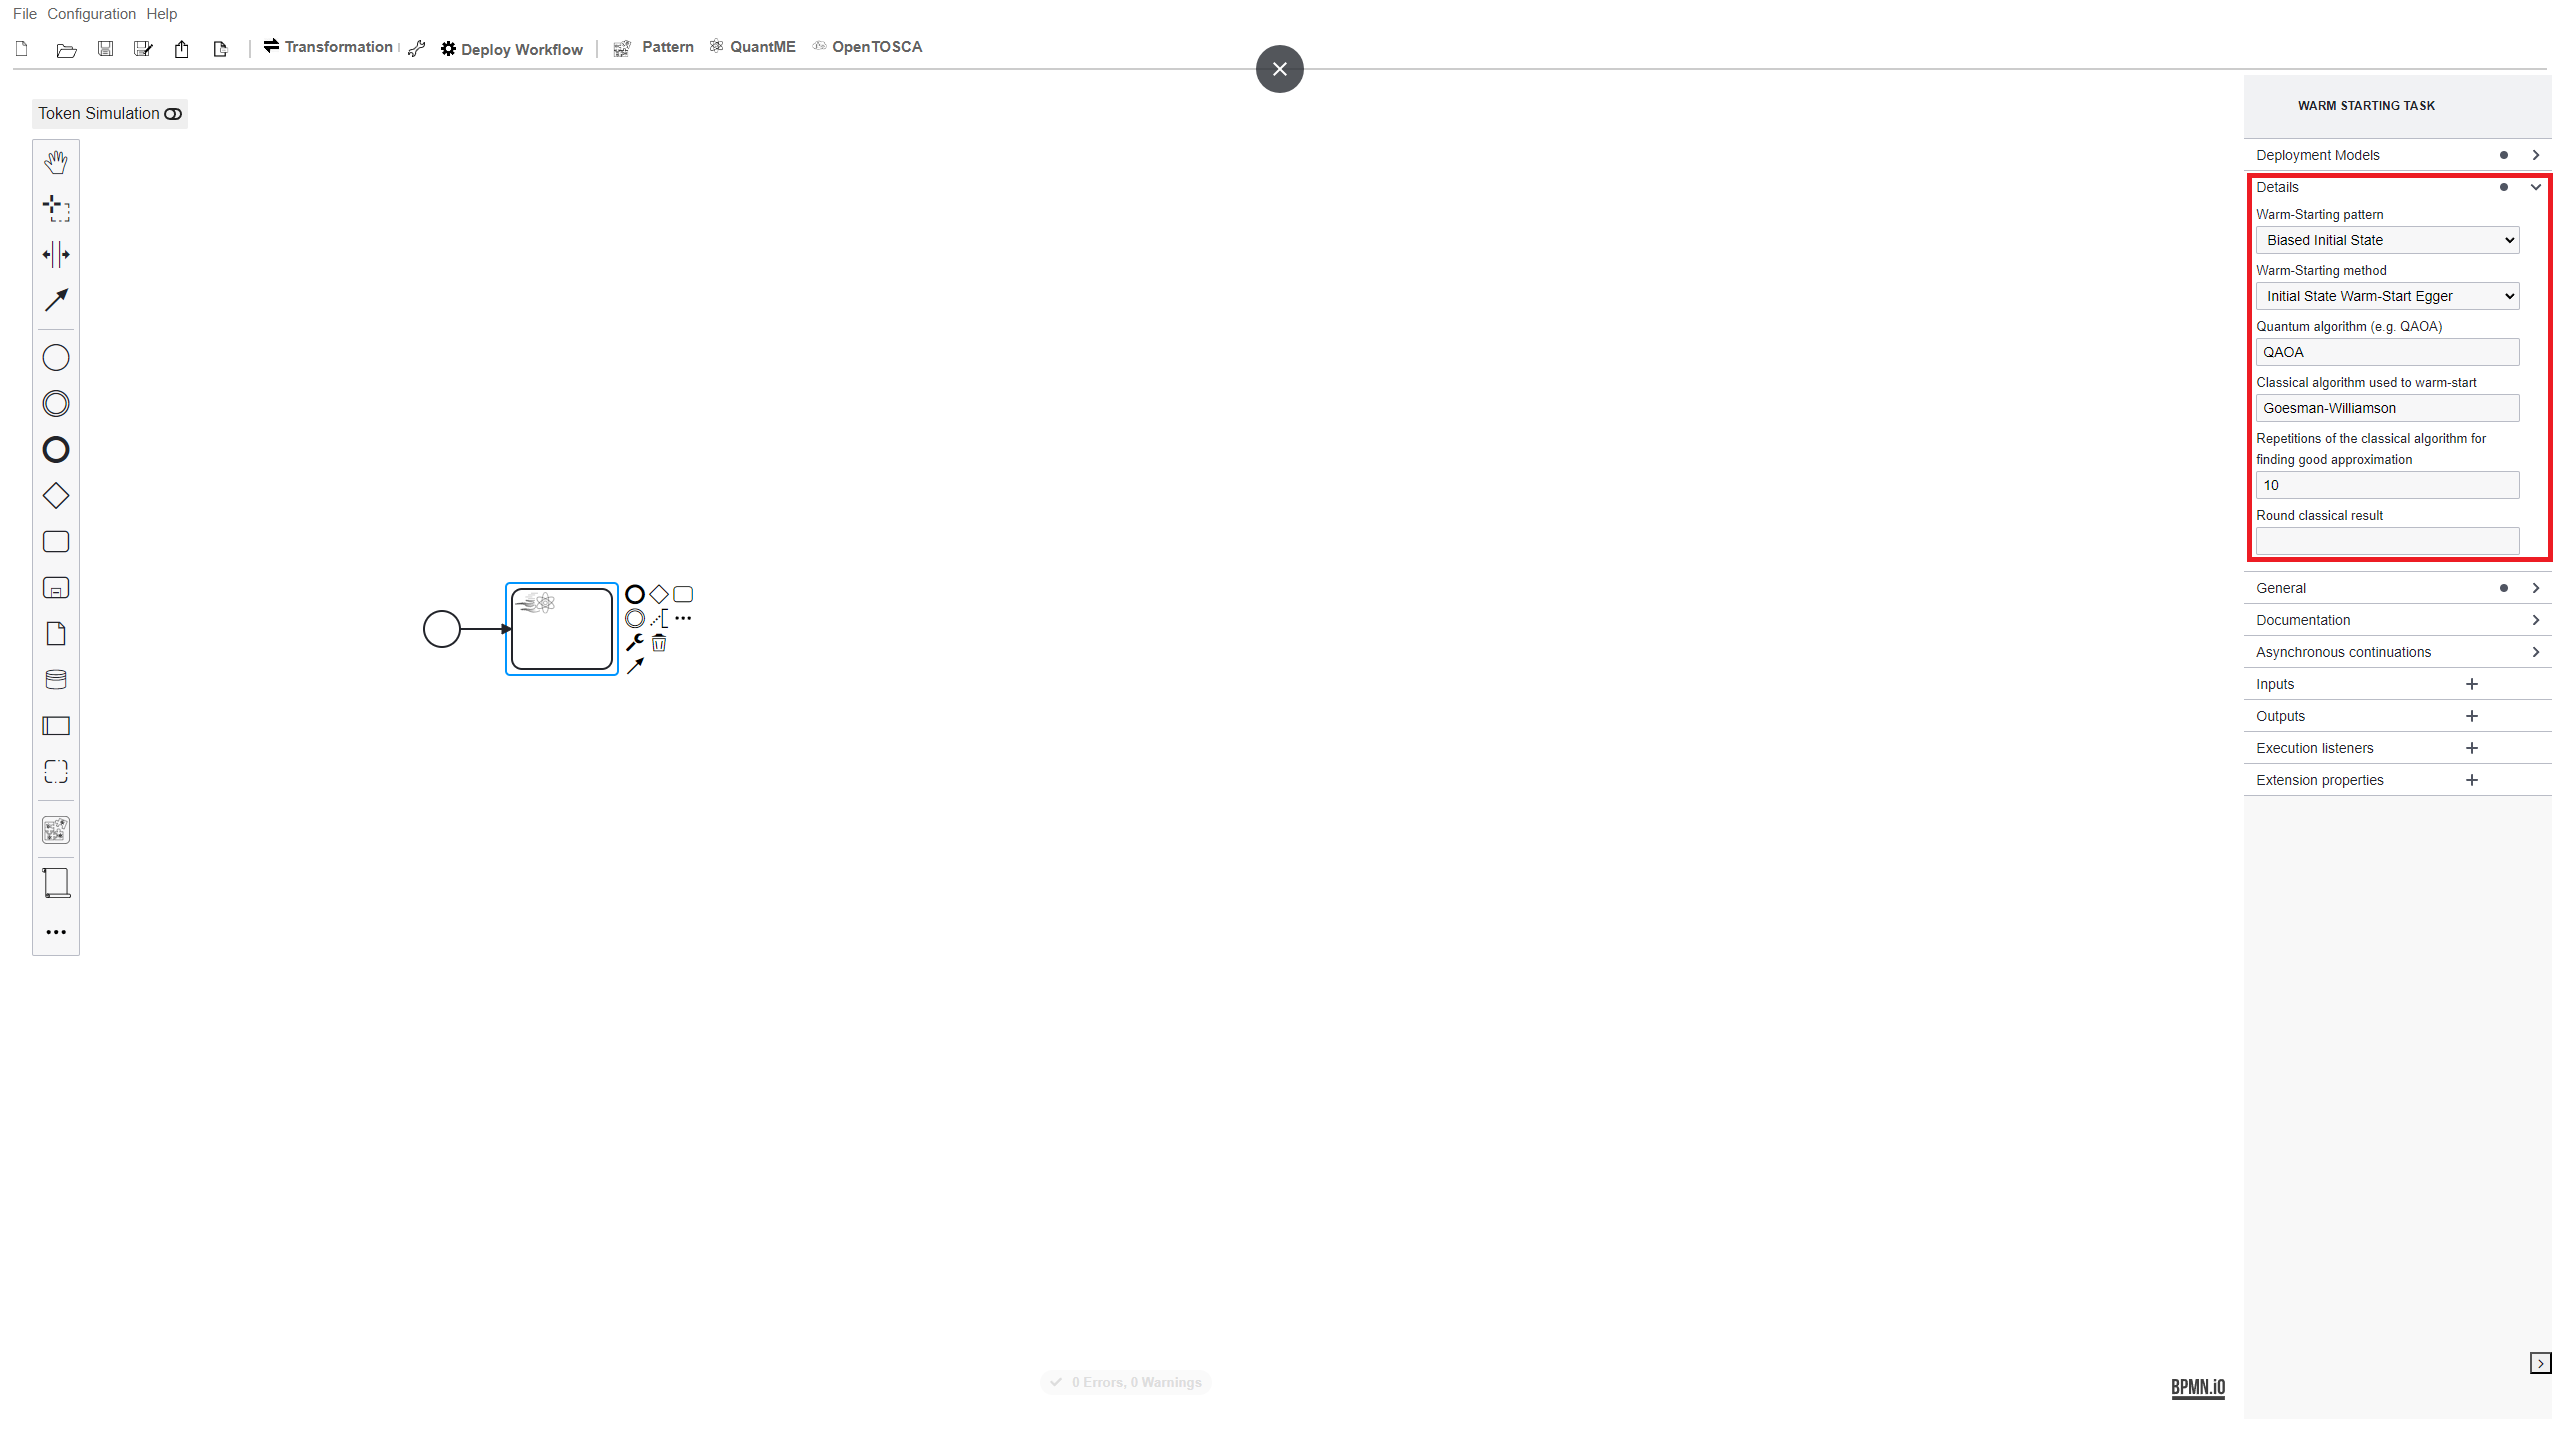 File Configuration Help
Transformation Deploy Workflow Pattern QuantME OpenTOSCA
Token Simulation
WARM STARTING TASK
Deployment Models
Details
Warm-Starting pattern
Biased Initial State
Warm-Starting method
Initial State Warm-Start Egger
Quantum algorithm (e.g. QAOA)
QAOA
Classical algorithm used to warm-start
Goesman-Williamson
Repetitions of the classical algorithm for
finding good approximation
10
Round classical result
General
Documentation
Asynchronous continuations
Inputs
Outputs
Execution listeners
Extension properties
0 Errors, 0 Warnings
BPMN.iO